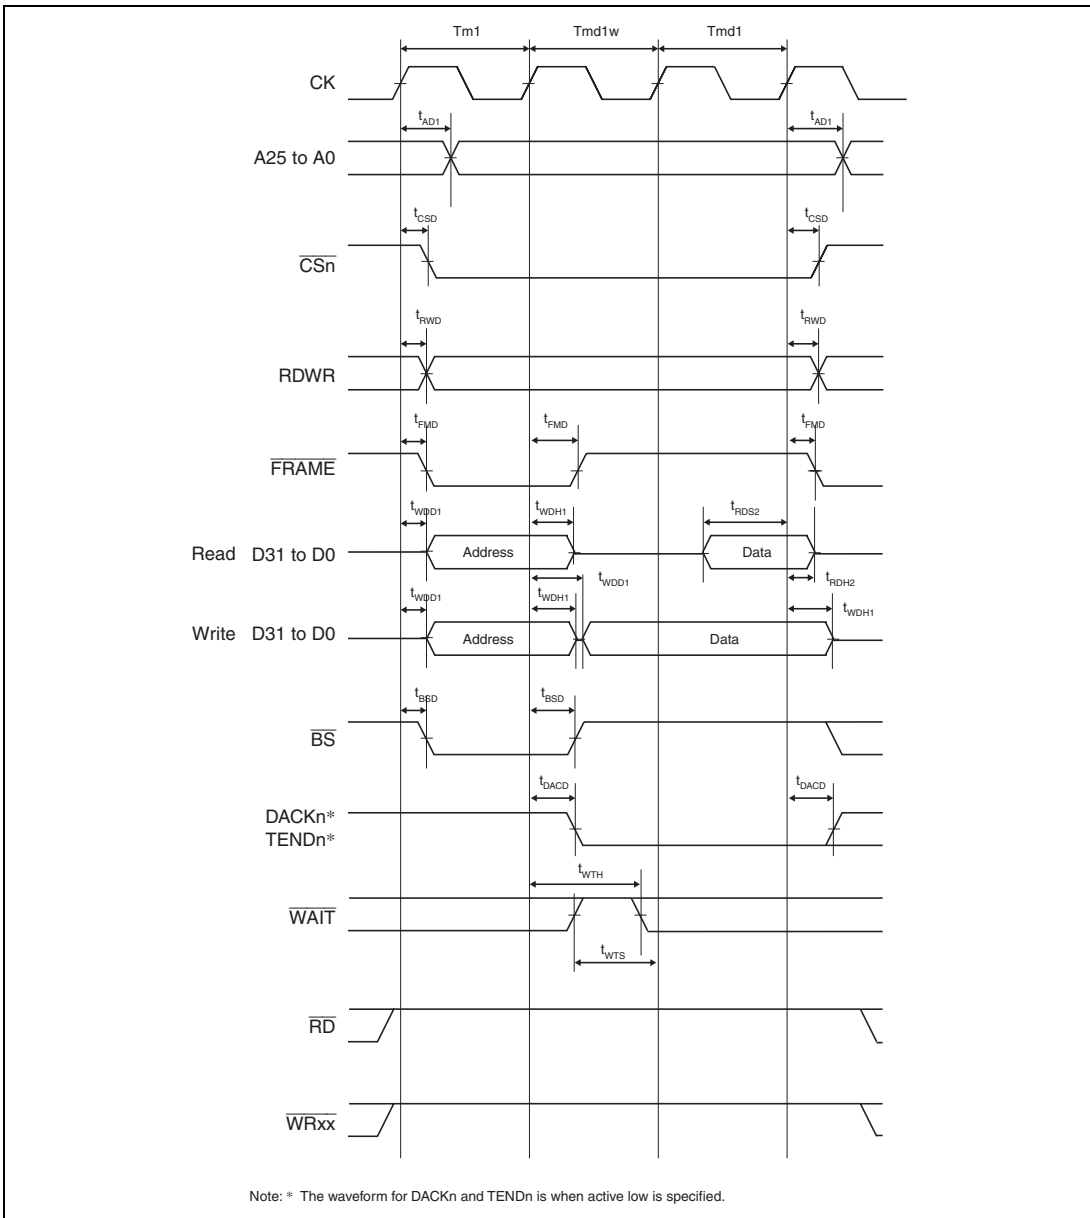 Tm1 Tmd1w Tmd1
CK
tAD1 tAD1
A25 to A0
tCSD tCSD
CSn
tRWD tRWD
RDWR
tFMD tFMD tFMD
FRAME
tWDD1 tWDH1 tRDS2
Read D31 to D0 Address Data
tWDD1 tRDH2
tWDD1 tWDH1 tWDH1
Write D31 to D0 Address Data
tBSD tBSD
BS
tDACD tDACD
DACKn*
TENDn*
tWTH
WAIT
tWTS
RD
WRxx
Note: * The waveform for DACKn and TENDn is when active low is specified.